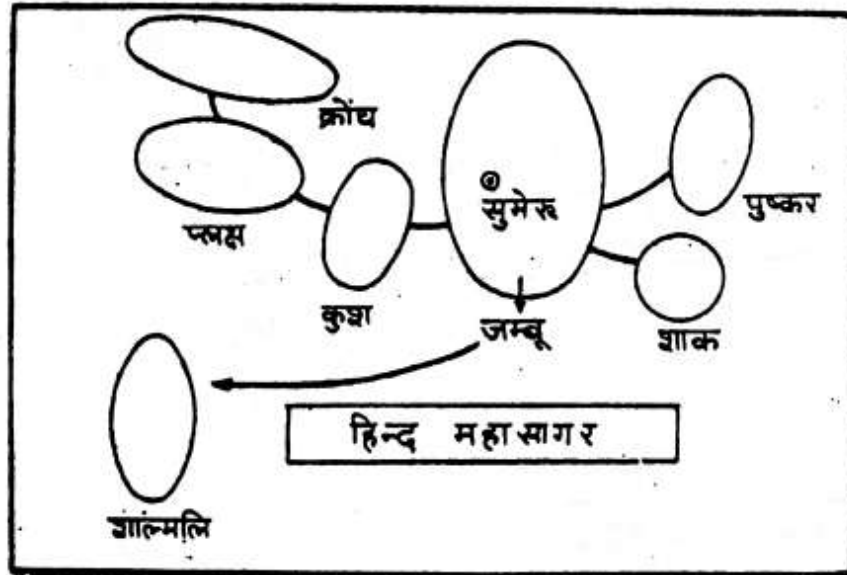 क्रोंच
सुमेरू
पुष्कर
प्लक्ष
कुश
जम्बू
शाक
हिन्द महासागर
शाल्मलि